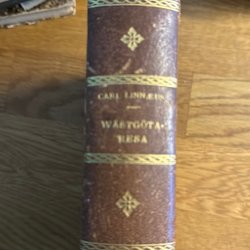 CARL LINNÆUS
WÄSTGÖTA-
RESA